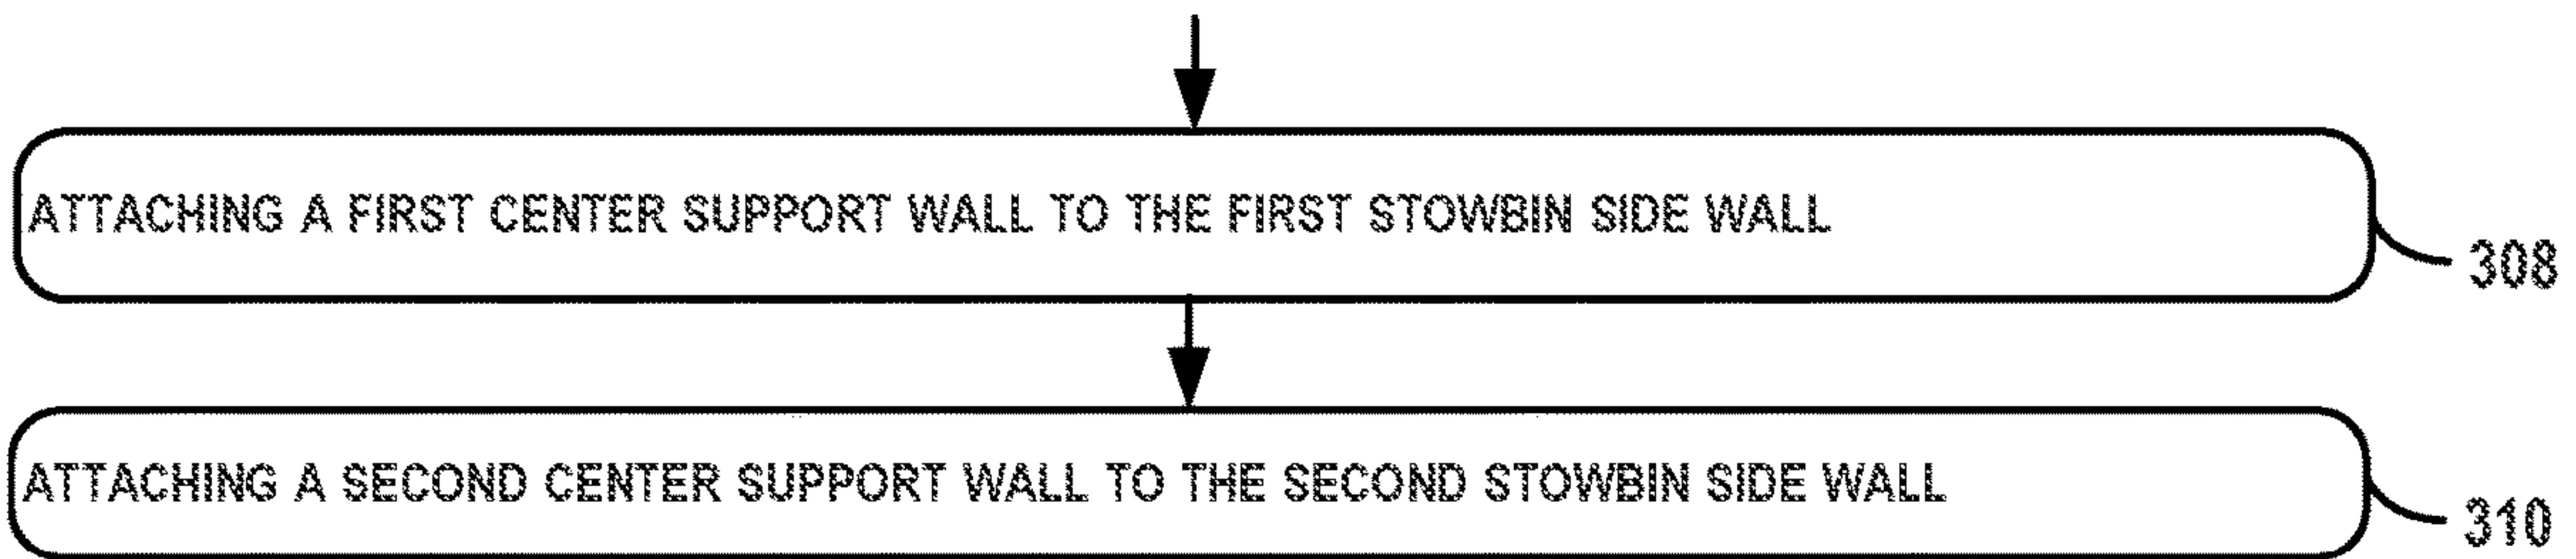 ATTACHING A FIRST CENTER SUPPORT WALL TO THE FIRST STOWBIN SIDE WALL
308
ATTACHING A SECOND CENTER SUPPORT WALL TO THE SECOND STOWBIN SIDE WALL
310